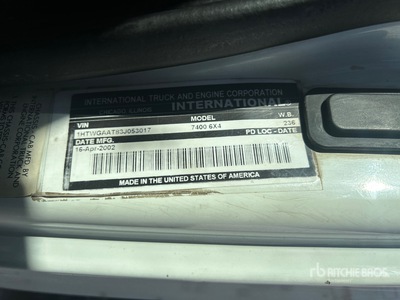 INTERNATIONAL TRUCK AND ENGINE CORPORATION
CHICAGO, ILLINOIS INTERNATIONAL
VIN MODEL W.B.
1HTWGAAT83J053017 7400 6X4 236
DATE MFG. PD LOC - DATE
16-Apr-2002
MADE IN THE UNITED STATES OF AMERICA
rb RITCHIE BROS.